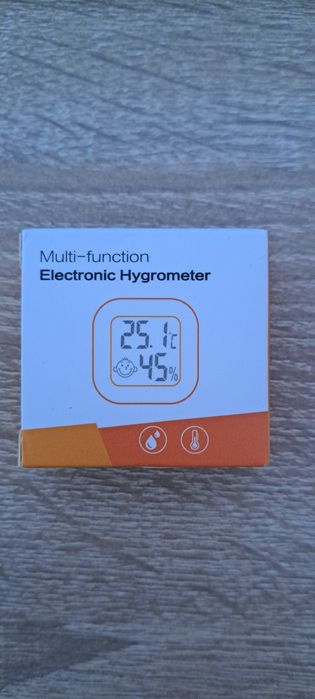 Multi-function
Electronic Hygrometer
25.1°C
45%